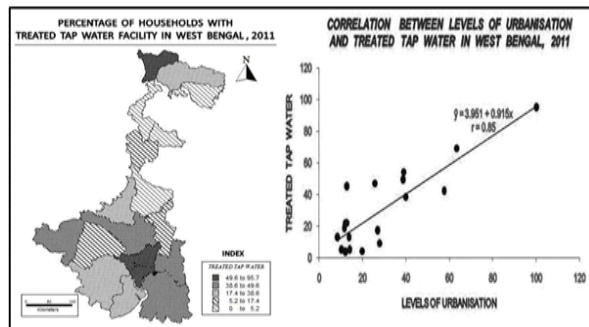 PERCENTAGE OF HOUSEHOLDS WITH
TREATED TAP WATER FACILITY IN WEST BENGAL, 2011
N
INDEX
TREATED TAP WATER
49.6 to 95.7
38.6 to 49.6
17.4 to 38.6
5.2 to 17.4
0 to 5.2
CORRELATION BETWEEN LEVELS OF URBANISATION
AND TREATED TAP WATER IN WEST BENGAL, 2011
120
100
80
60
40
20
0
TREATED TAP WATER
ŷ = 3.951 + 0.915x
r = 0.85
0 20 40 60 80 100 120
LEVELS OF URBANISATION